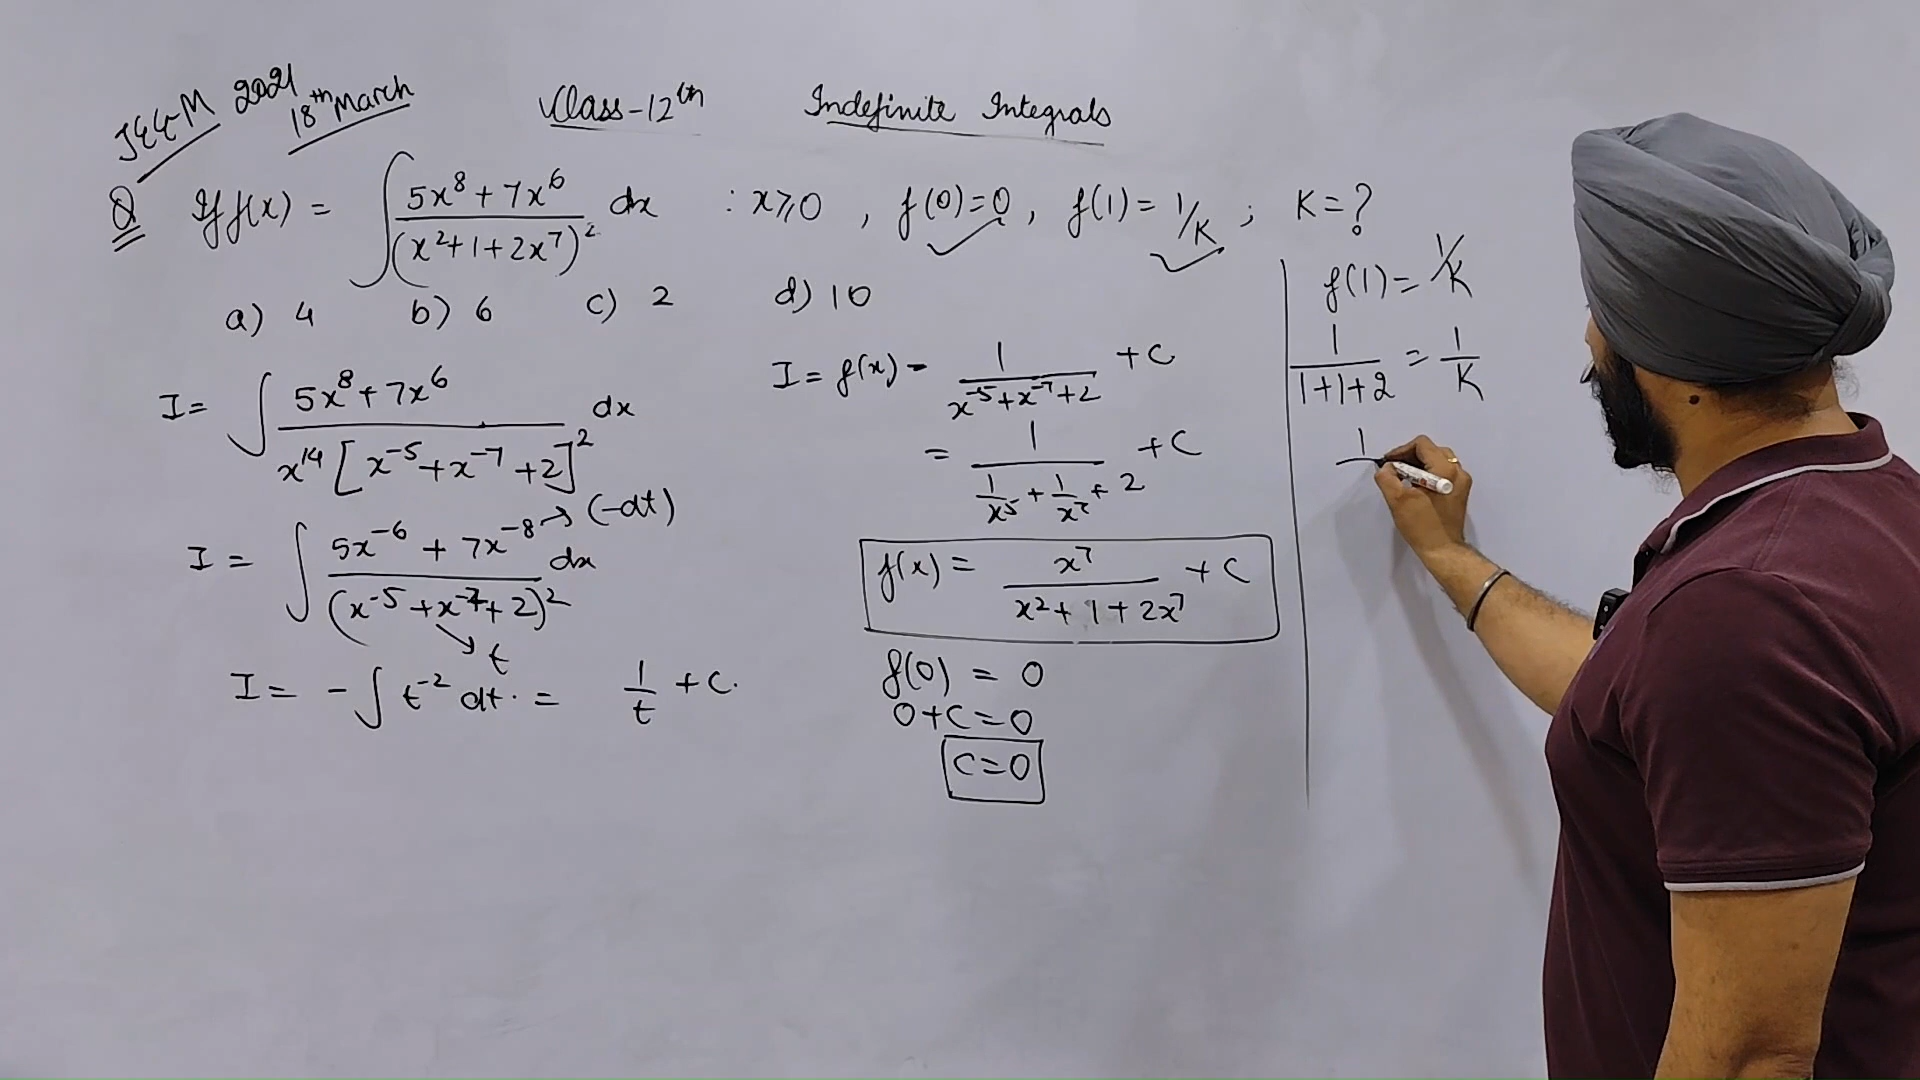 JEE-M 2021
18th March
Class-12th
Indefinite Integrals
Q If f(x) = ∫ (5x^8 + 7x^6)/(x^2+1+2x^7)^2 dx : x≥0 , f(0)=0, f(1)= 1/K ; K=?
a) 4 b) 6 c) 2 d) 10
I= ∫ (5x^8+7x^6)/(x^14 [x^-5+x^-7+2]^2) dx
I = ∫ (5x^-6 + 7x^-8)/(x^-5+x^-7+2)^2 dx → (-dt)
→ t
I = - ∫ t^-2 dt. = 1/t + C.
I = f(x) = 1/(x^-5+x^-7+2) + C
= 1/(1/x^5 + 1/x^7 + 2) + C
f(x) = x^7/(x^2+1+2x^7) + C
f(0) = 0
0+C=0
C=0
f(1)= 1/K
1/(1+1+2) = 1/K
1